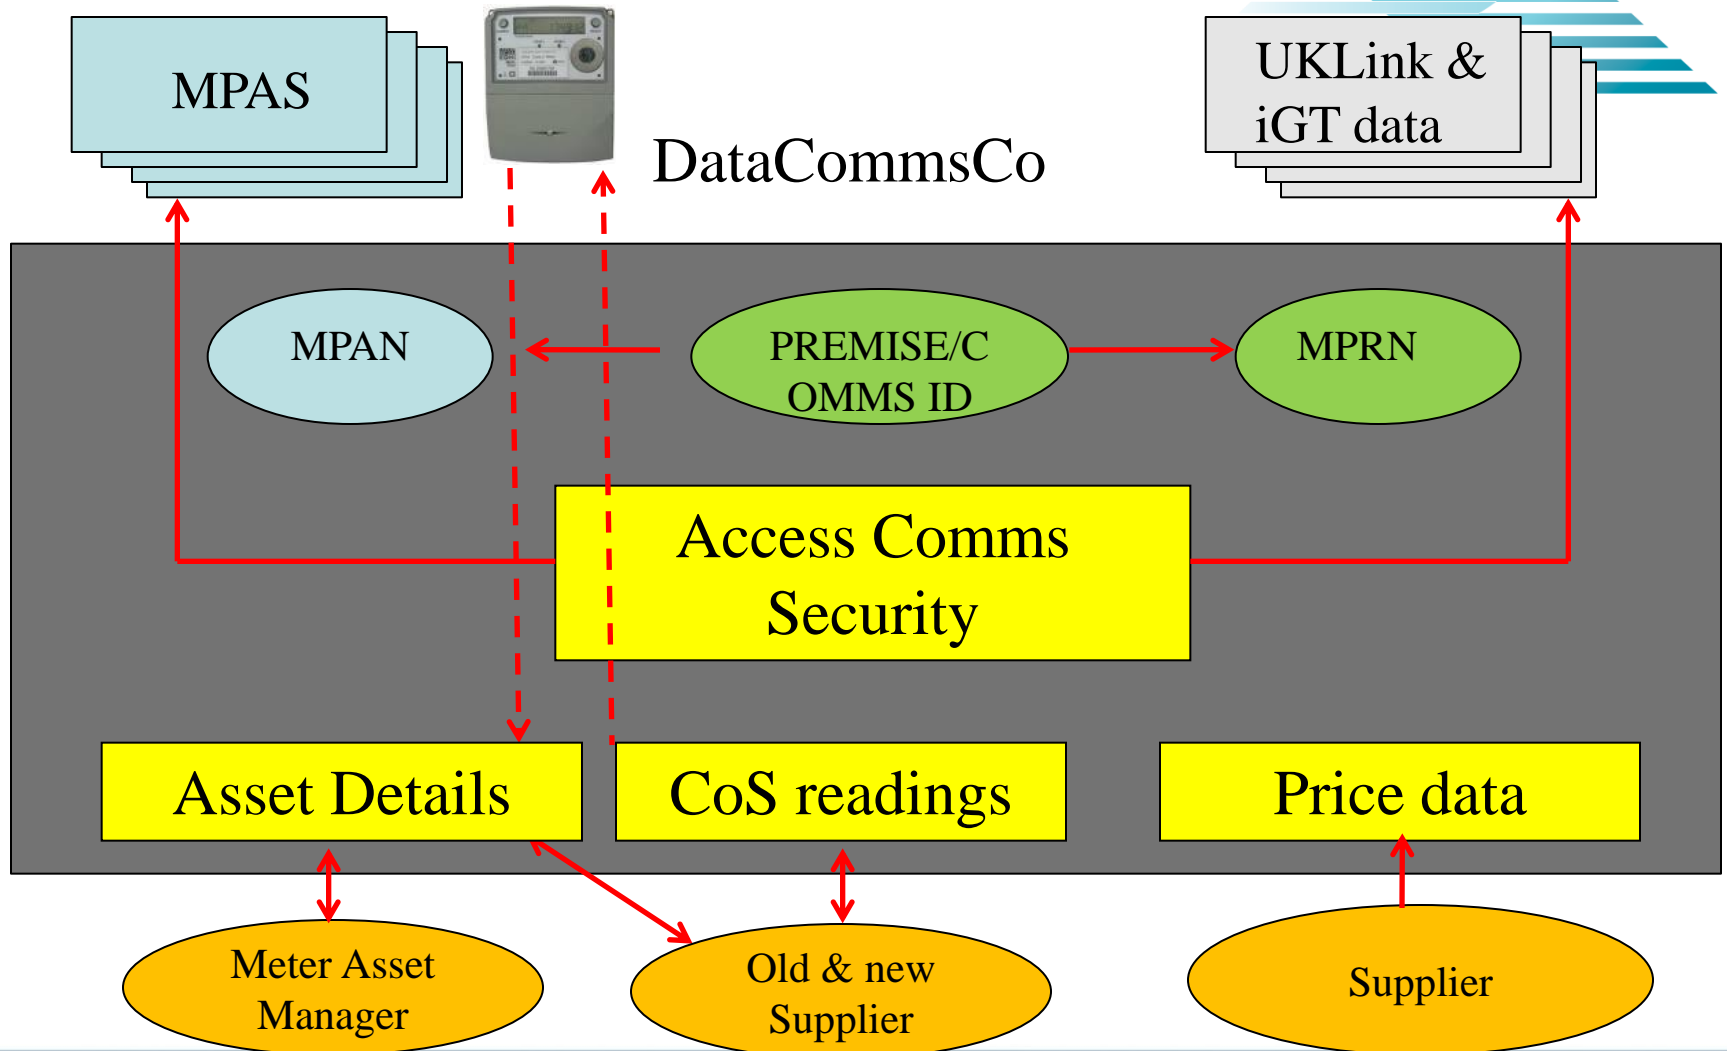 MPAS
UKLink &
iGT data
DataCommsCo
MPAN
PREMISE/C
OMMS ID
MPRN
Access Comms
Security
Asset Details
CoS readings
Price data
Meter Asset
Manager
Old & new
Supplier
Supplier